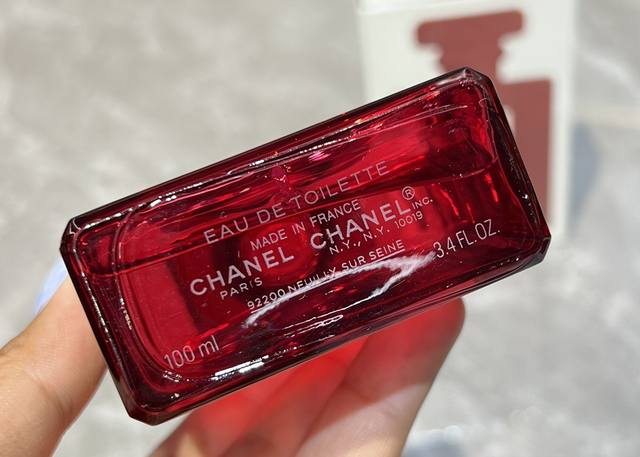 EAU DE TOILETTE
MADE IN FRANCE
CHANEL CHANEL® INC.
PARIS N.Y., N.Y. 10019
92200 NEUILLY SUR SEINE
100 ml 3.4 FL.OZ.